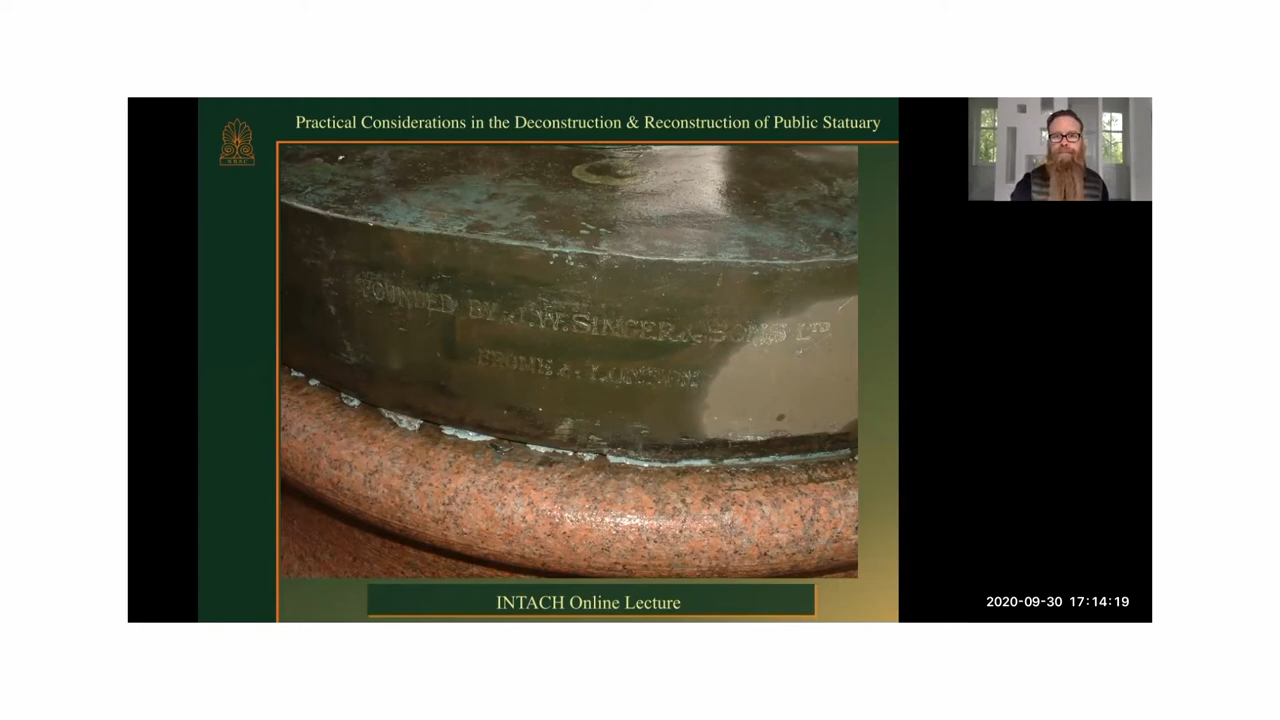 Practical Considerations in the Deconstruction & Reconstruction of Public Statuary
FOUNDED BY J.W. SINGER & SONS LTD
FROME & LONDON
INTACH Online Lecture
2020-09-30 17:14:19